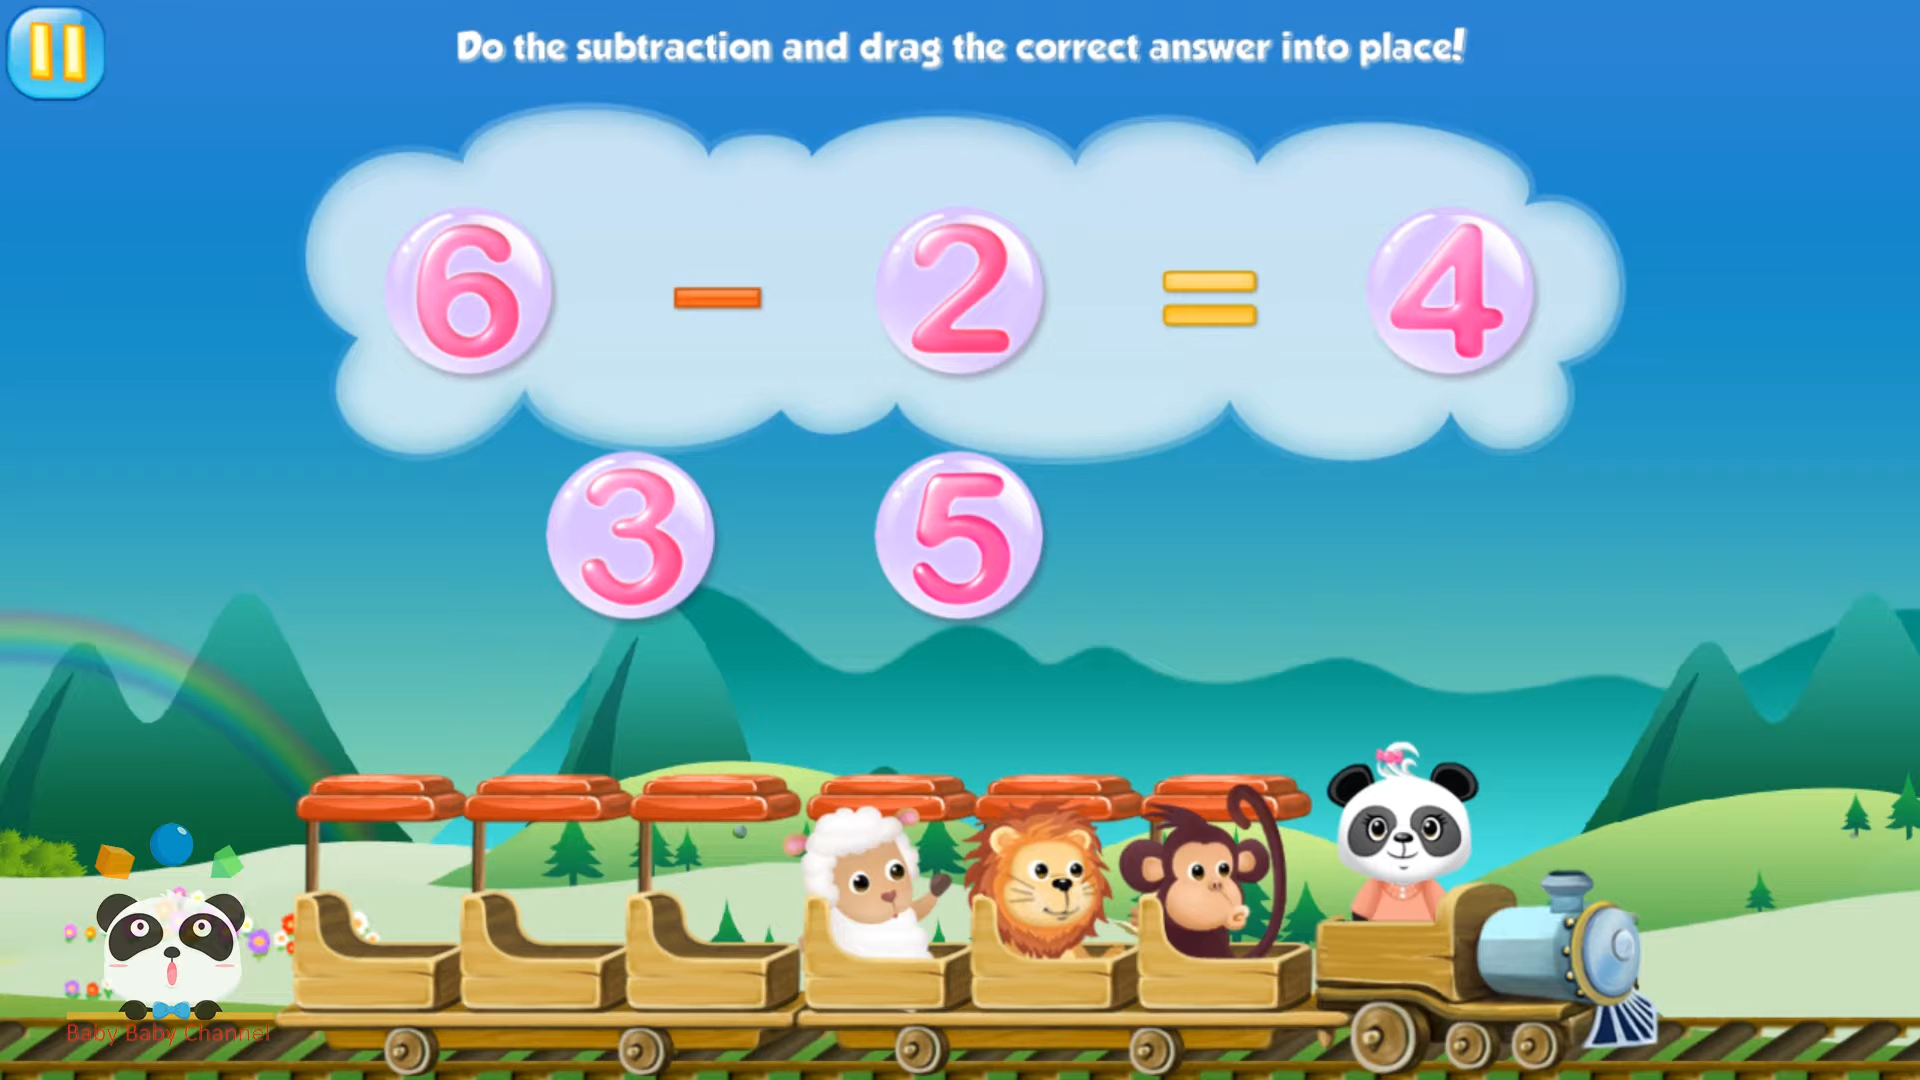 Do the subtraction and drag the correct answer into place!
6 - 2 = 4
3 5
Baby Baby Channel